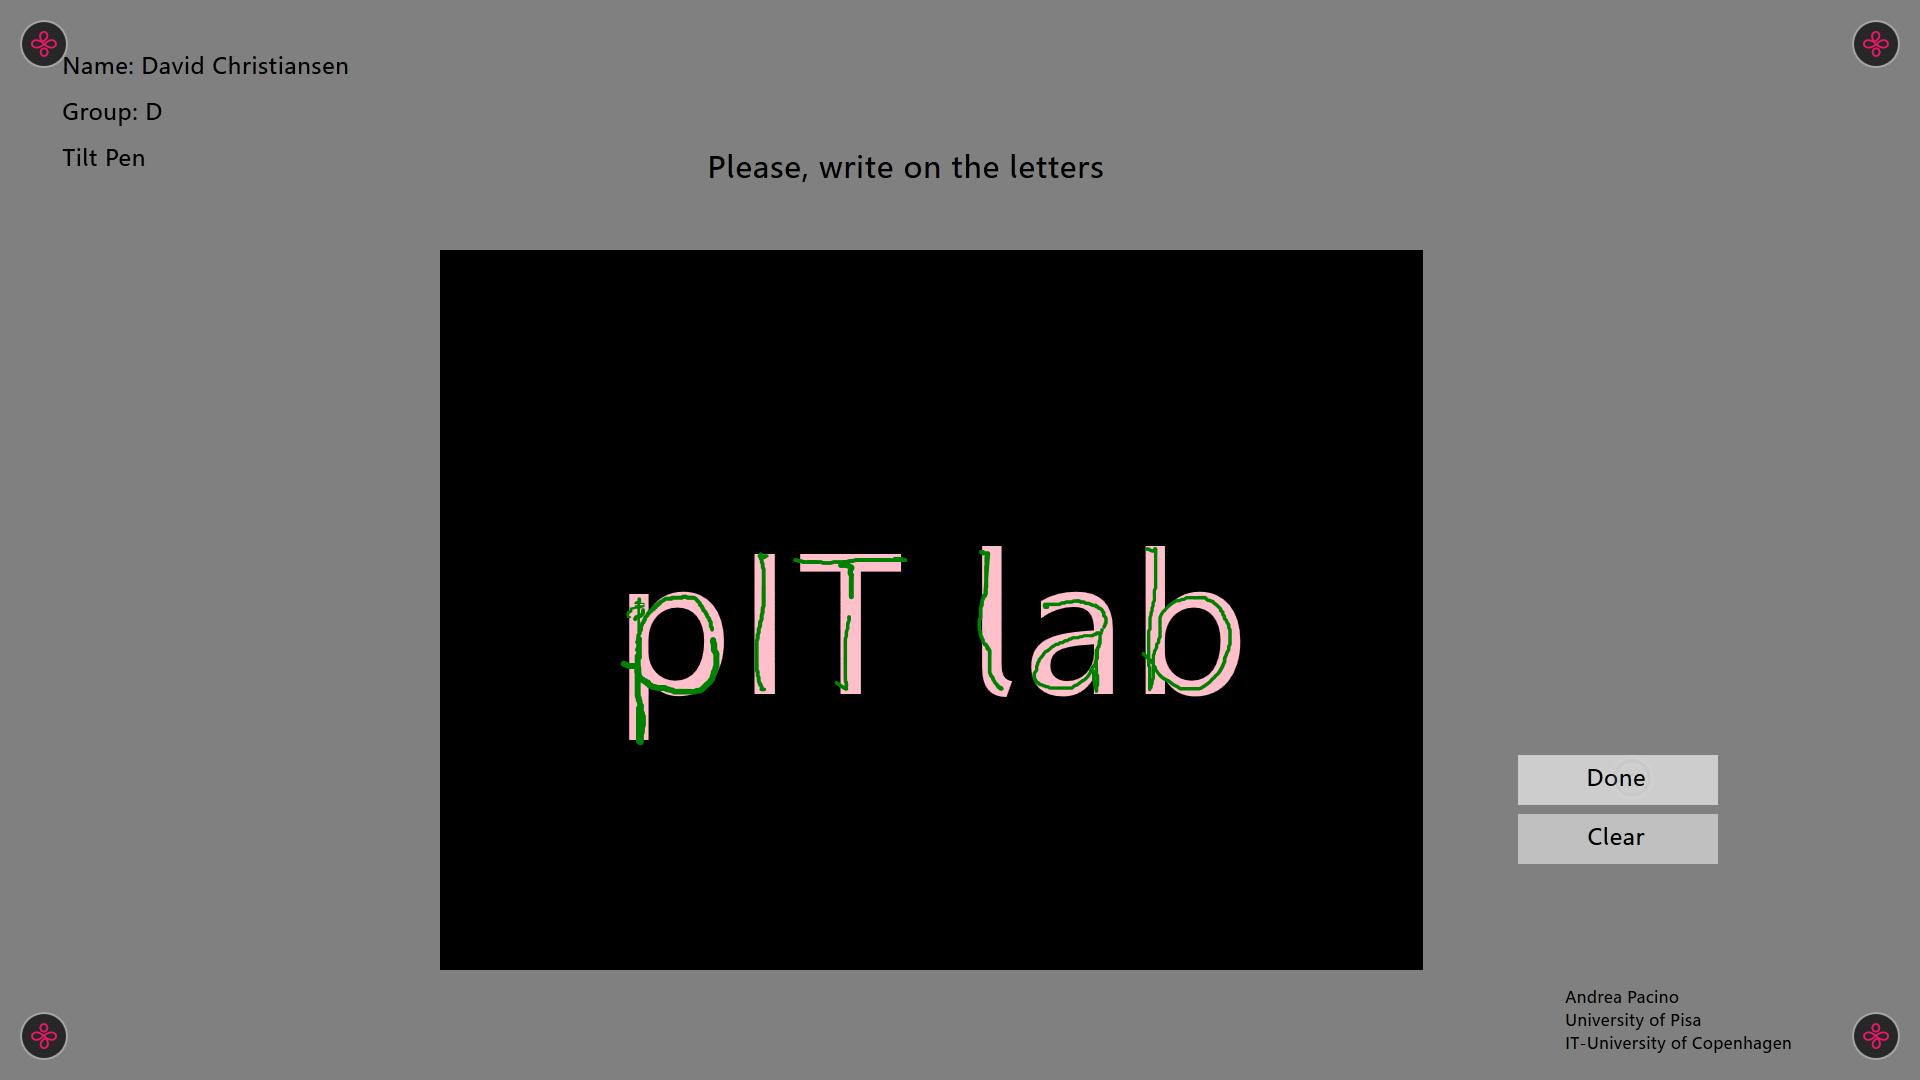 Name: David Christiansen
Group: D
Tilt Pen
Please, write on the letters
pIT lab
Done
Clear
Andrea Pacino
University of Pisa
IT-University of Copenhagen